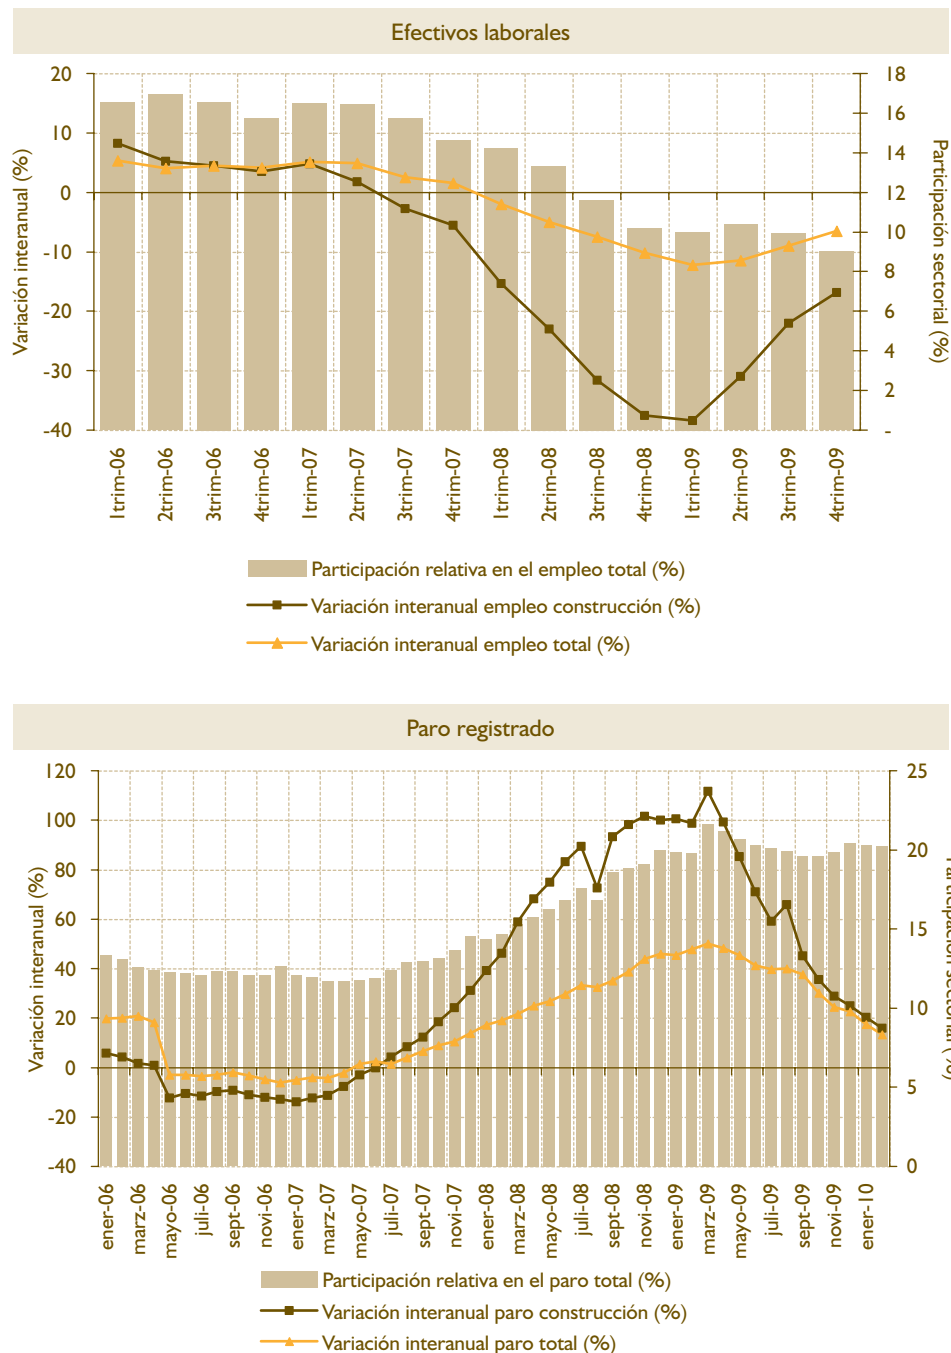 Efectivos laborales
Variación interanual (%)
20
10
0
-10
-20
-30
-40
18
16
14
12
10
8
6
4
2
-
Participación sectorial (%)
1trim-06
2trim-06
3trim-06
4trim-06
1trim-07
2trim-07
3trim-07
4trim-07
1trim-08
2trim-08
3trim-08
4trim-08
1trim-09
2trim-09
3trim-09
4trim-09
Participación relativa en el empleo total (%)
Variación interanual empleo construcción (%)
Variación interanual empleo total (%)
Paro registrado
Variación interanual (%)
120
100
80
60
40
20
0
-20
-40
25
20
15
10
5
0
Participación sectorial (%)
ener-06
marz-06
mayo-06
juli-06
sept-06
novi-06
ener-07
marz-07
mayo-07
juli-07
sept-07
novi-07
ener-08
marz-08
mayo-08
juli-08
sept-08
novi-08
ener-09
marz-09
mayo-09
juli-09
sept-09
novi-09
ener-10
Participación relativa en el paro total (%)
Variación interanual paro construcción (%)
Variación interanual paro total (%)